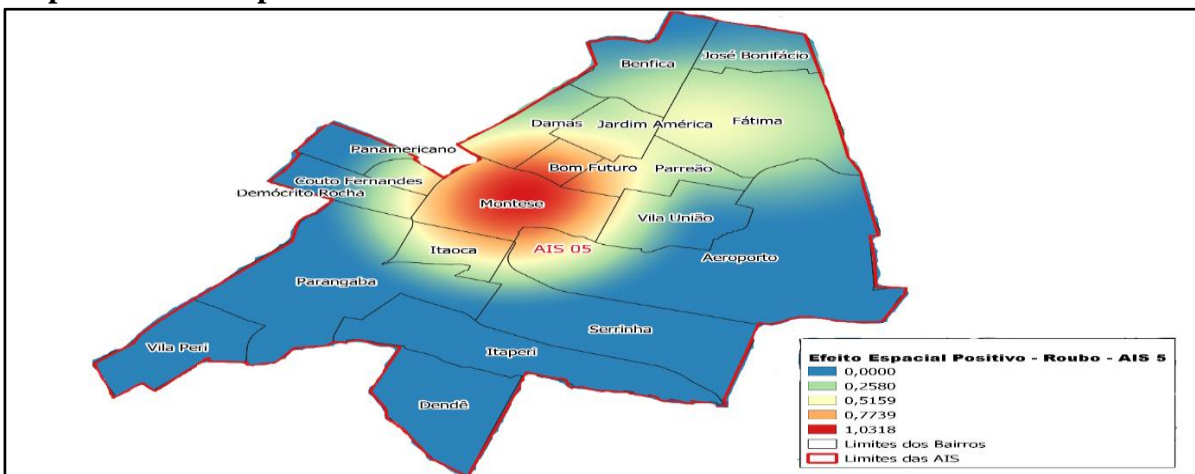 José Bonifácio
Benfica
Damas
Jardim América
Fátima
Panamericano
Bom Futuro
Parreão
Couto Fernandes
Demócrito Rocha
Montese
Vila União
Itaoca
AIS 05
Aeroporto
Parangaba
Serrinha
Vila Peri
Itaperi
Dendê
Efeito Espacial Positivo - Roubo - AIS 5
0,0000
0,2580
0,5159
0,7739
1,0318
Limites dos Bairros
Limites das AIS